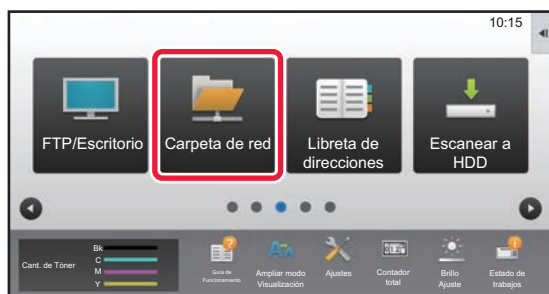 10:15
FTP/Escritorio
Carpeta de red
Libreta de
direcciones
Escanear a
HDD
Cant. de Tóner
Bk
C
M
Y
Guía de
Funcionamiento
Ampliar modo
Visualización
Ajustes
Contador
total
Brillo
Ajuste
Estado de
trabajos